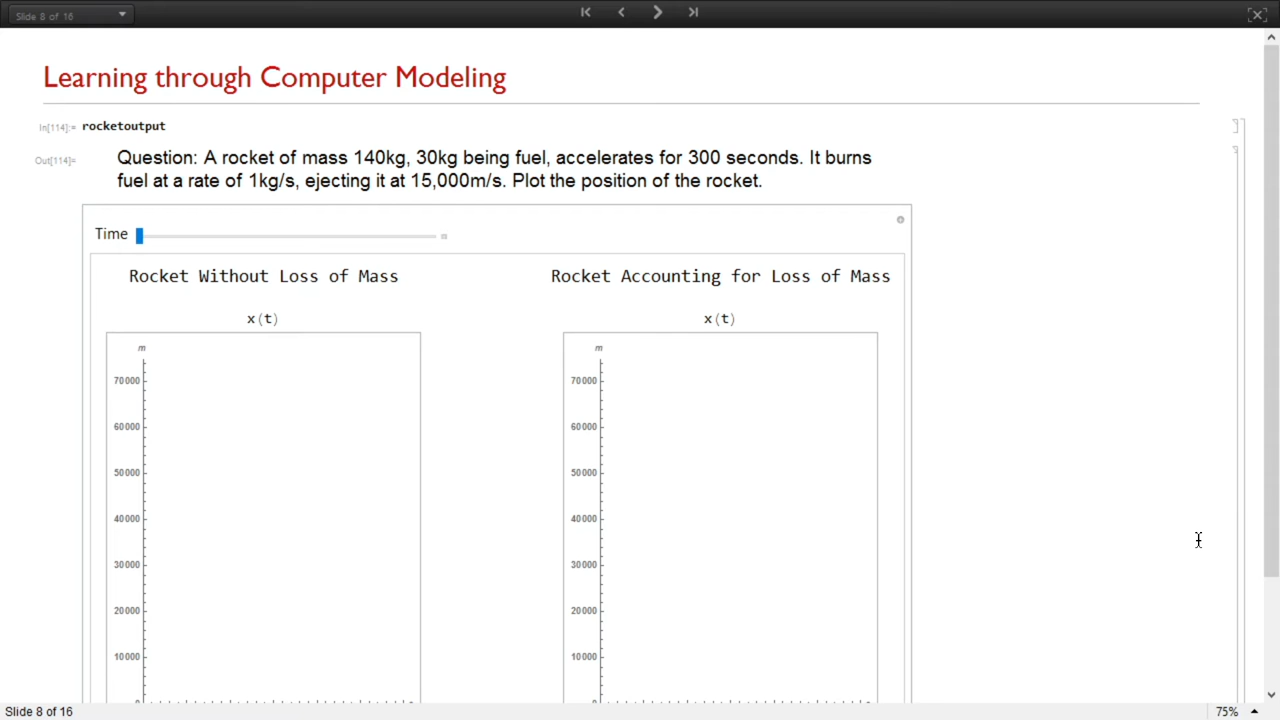 Slide 8 of 16
Learning through Computer Modeling
In[114]:= rocketoutput
Out[114]=
Question: A rocket of mass 140kg, 30kg being fuel, accelerates for 300 seconds. It burns
fuel at a rate of 1kg/s, ejecting it at 15,000m/s. Plot the position of the rocket.
Time
Rocket Without Loss of Mass
Rocket Accounting for Loss of Mass
x(t)
x(t)
m
70000
60000
50000
40000
30000
20000
10000
m
70000
60000
50000
40000
30000
20000
10000
Slide 8 of 16
75%